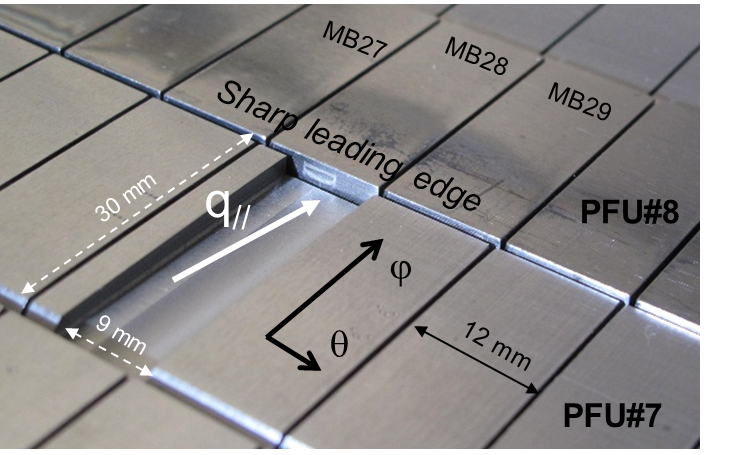 MB27
MB28
MB29
Sharp leading edge
30 mm
q//
PFU#8
φ
9 mm
θ
12 mm
PFU#7